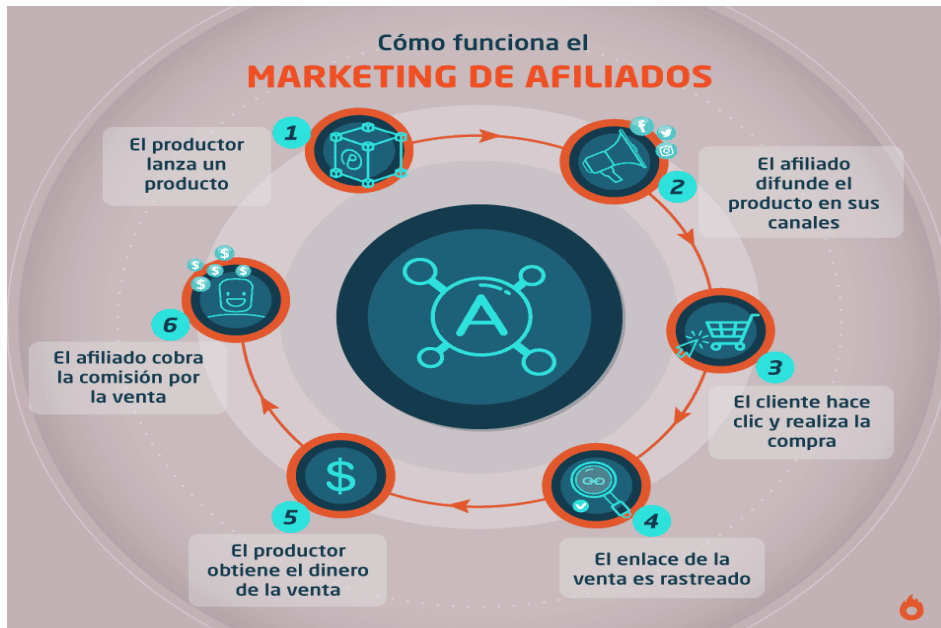 Cómo funciona el
MARKETING DE AFILIADOS
1
El productor
lanza un
producto
2
El afiliado
difunde el
producto en sus
canales
3
El cliente hace
clic y realiza la
compra
4
El enlace de la
venta es rastreado
5
El productor
obtiene el dinero
de la venta
6
El afiliado cobra
la comisión por
la venta
P
A
$
$
$
$
$
$